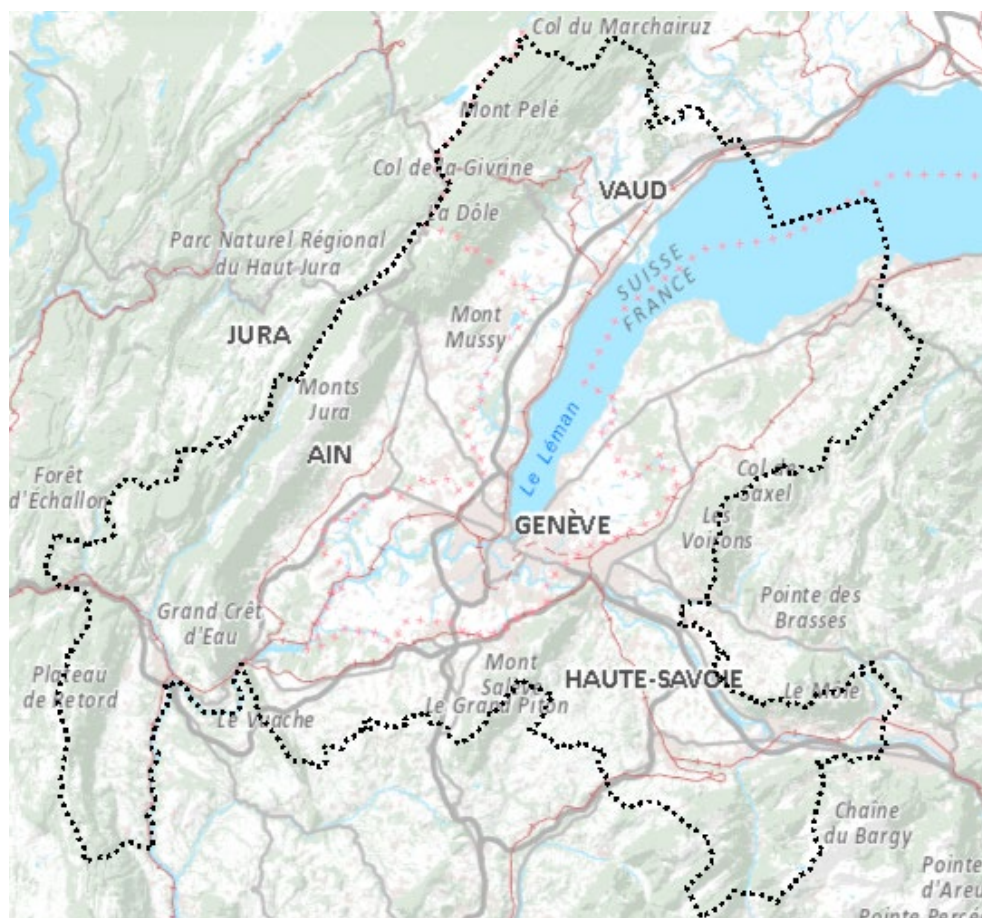 Col du Marchairuz
Mont Pelé
Col de la Givrine
VAUD
La Dôle
Parc Naturel Régional
du Haut Jura
SUISSE
FRANCE
Mont
Mussy
JURA
Monts
Jura
Le Léman
AIN
Forêt
d'Echallon
Col de
Saxel
GENÈVE
Les
Voirons
Grand Crêt
d'Eau
Pointe des
Brasses
Plateau
de Retord
Mont
Salève
HAUTE-SAVOIE
Le Môle
Le Grand Piton
Le Vuache
Chaîne
du Bargy
Pointe
d'Areu
Pointe Percée